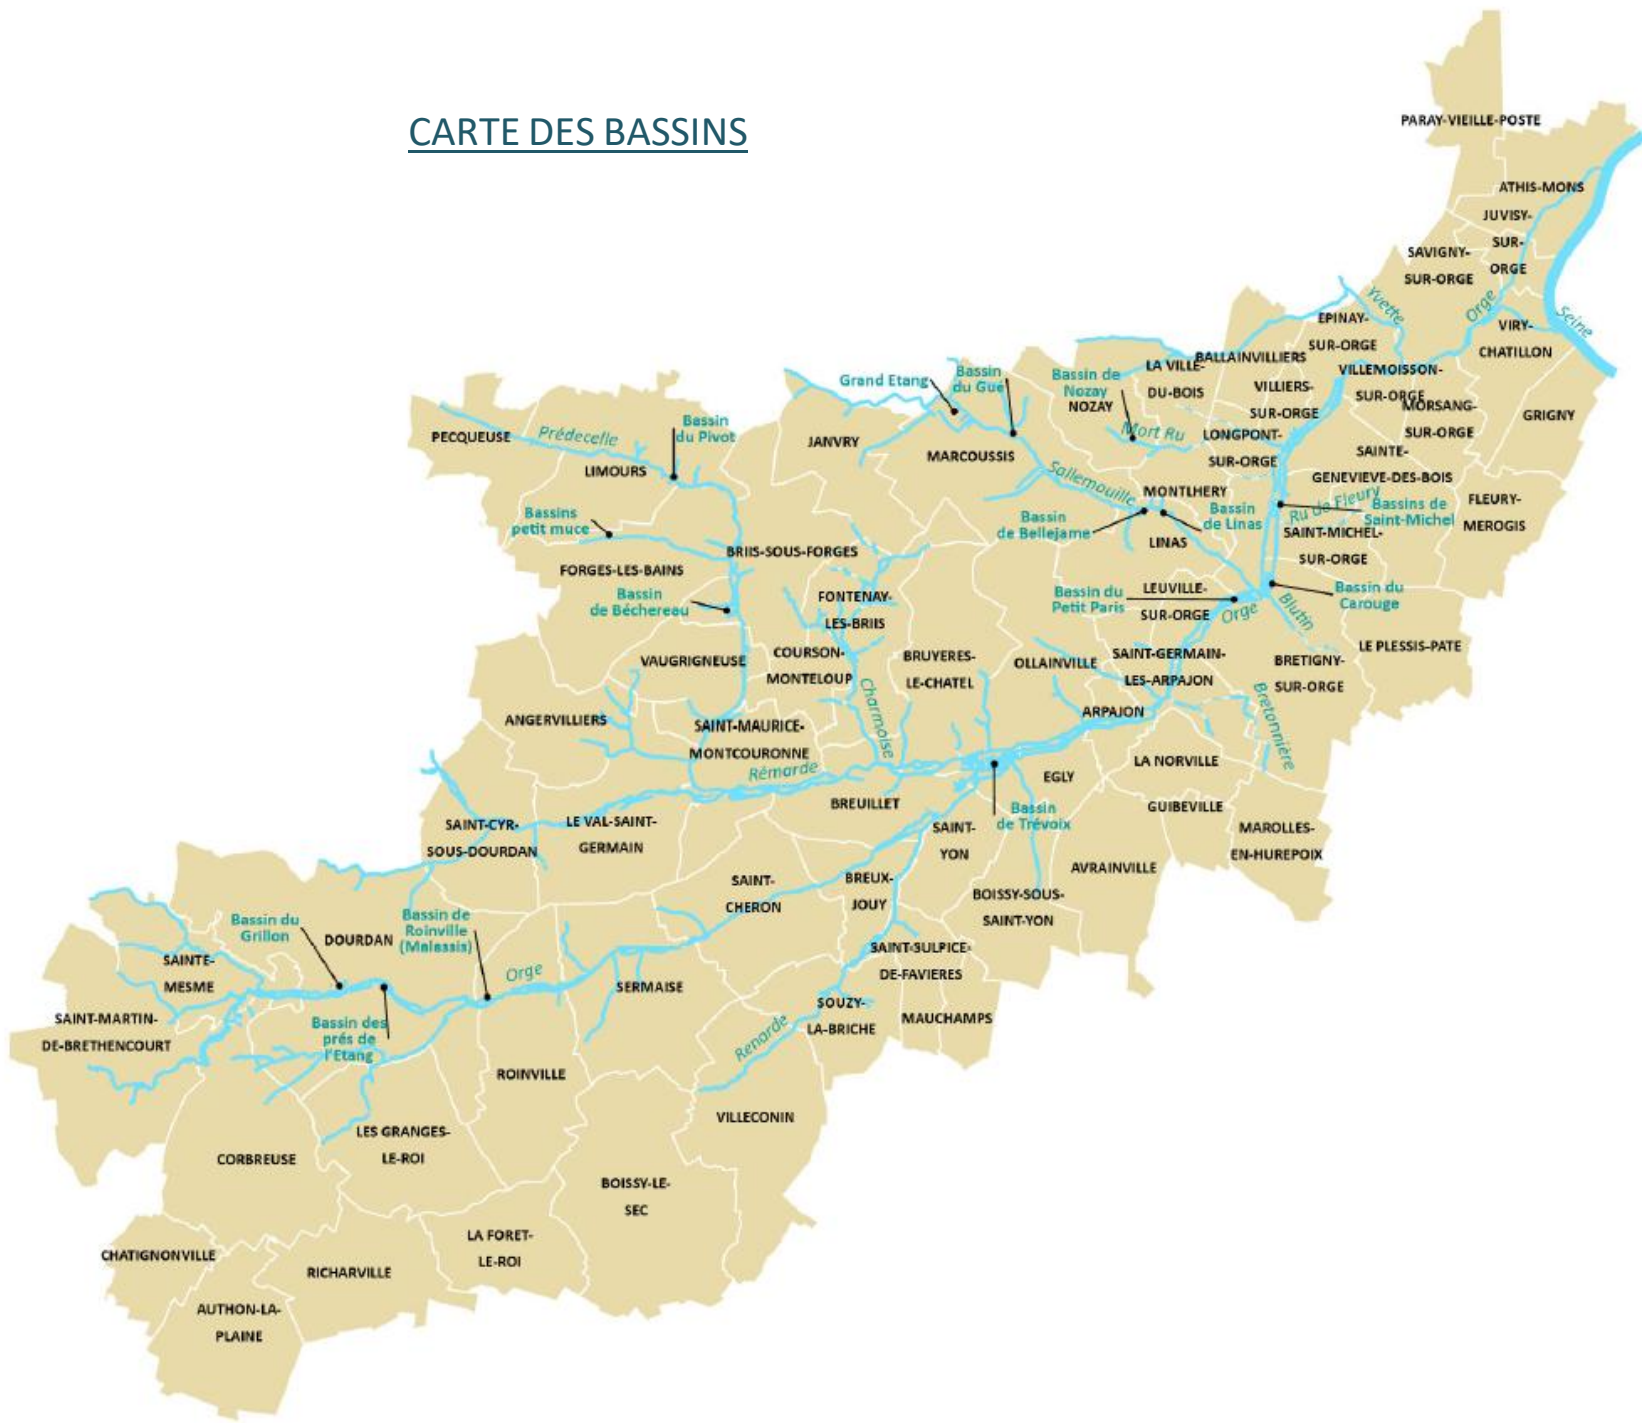 CARTE DES BASSINS
PARAY-VIEILLE-POSTE
ATHIS-MONS
JUVISY-
SUR-
ORGE
SAVIGNY-
SUR-ORGE
Yvette
Orge
Seine
VIRY-
CHATILLON
EPINAY-
SUR-ORGE
BALLAINVILLIERS
LA VILLE-
DU-BOIS
VILLIERS-
SUR-ORGE
VILLEMOISSON-
SUR-ORGE
MORSANG-
SUR-ORGE
GRIGNY
Grand Etang
Bassin
du Gué
Bassin de
Nozay
NOZAY
Mort Ru
LONGPONT-
SUR-ORGE
SAINTE-
GENEVIEVE-DES-BOIS
PECQUEUSE
Prédecelle
Bassin
du Pivot
LIMOURS
JANVRY
MARCOUSSIS
Sallemouille
MONTLHERY
Bassin
de Linas
Ru de Fleury
Bassins de
Saint-Michel
FLEURY-
MEROGIS
Bassins
petit muce
Bassin
de Bellejame
LINAS
SAINT-MICHEL-
SUR-ORGE
BRIIS-SOUS-FORGES
FORGES-LES-BAINS
Bassin
de Béchereau
FONTENAY-
LES-BRIIS
Bassin du
Petit Paris
LEUVILLE-
SUR-ORGE
Orge
Blutin
Bassin du
Carouge
LE PLESSIS-PATE
VAUGRIGNEUSE
COURSON-
MONTELOUP
BRUYERES-
LE-CHATEL
OLLAINVILLE
SAINT-GERMAIN-
LES-ARPAJON
BRETIGNY-
SUR-ORGE
Charmoise
Bretonnière
ANGERVILLIERS
SAINT-MAURICE-
MONTCOURONNE
ARPAJON
Rémarde
EGLY
LA NORVILLE
BREUILLET
Bassin
de Trévoix
GUIBEVILLE
SAINT-CYR-
SOUS-DOURDAN
LE VAL-SAINT-
GERMAIN
SAINT-
YON
MAROLLES-
EN-HUREPOIX
AVRAINVILLE
SAINT-
CHERON
BREUX-
JOUY
BOISSY-SOUS-
SAINT-YON
Bassin du
Grillon
DOURDAN
Bassin de
Roinville
(Malassis)
SAINTE-
MESME
Orge
SERMAISE
SAINT-SULPICE-
DE-FAVIERES
SAINT-MARTIN-
DE-BRETHENCOURT
Bassin des
prés de
l'Etang
SOUZY-
LA-BRICHE
MAUCHAMPS
Renarde
ROINVILLE
VILLECONIN
CORBREUSE
LES GRANGES-
LE-ROI
BOISSY-LE-
SEC
CHATIGNONVILLE
RICHARVILLE
LA FORET-
LE-ROI
AUTHON-LA-
PLAINE